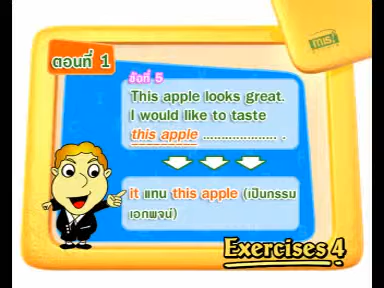 ตอนที่ 1
ข้อที่ 5
This apple looks great.
I would like to taste
this apple ..................... .
it แทน this apple (เป็นกรรม
เอกพจน์)
Exercises 4
mis